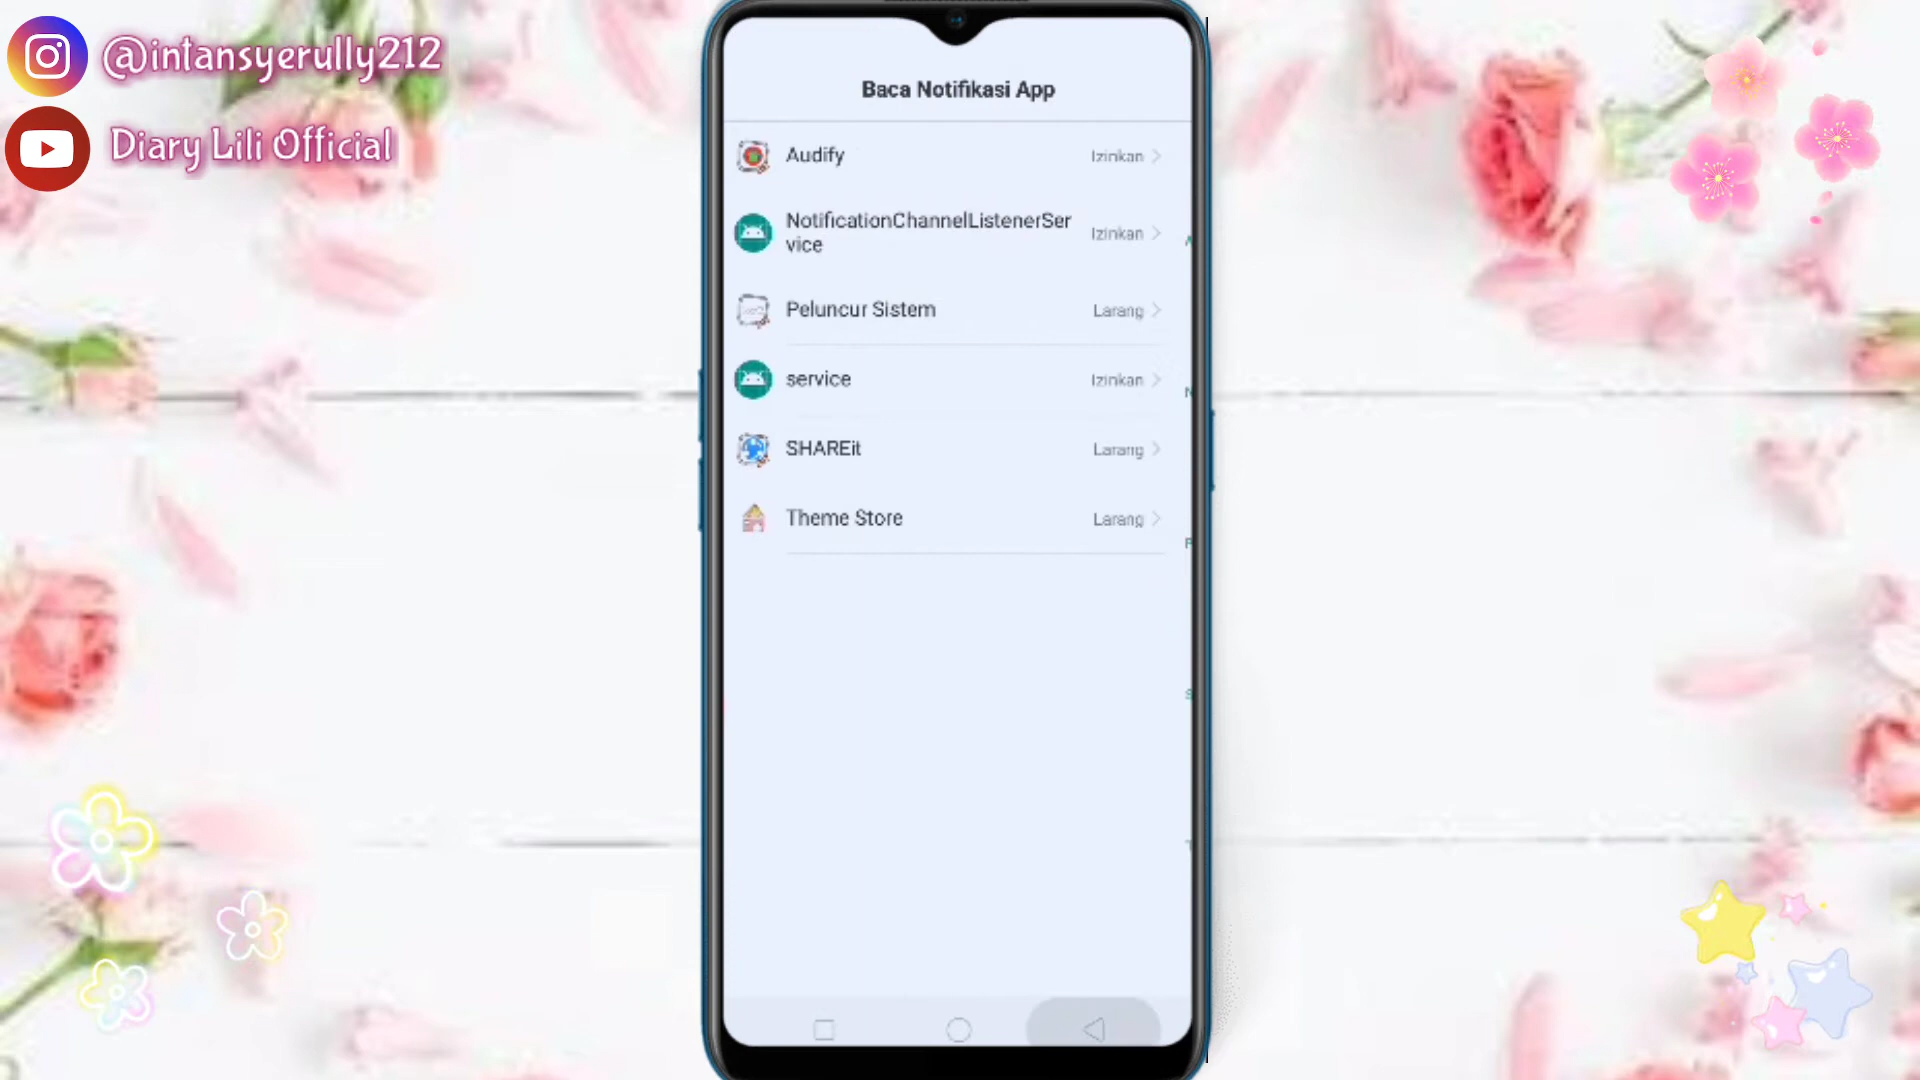 @intansyerully212
Diary Lili Official
Baca Notifikasi App
Audify Izinkan
NotificationChannelListenerSer
vice Izinkan
Peluncur Sistem Larang
service Izinkan
SHAREit Larang
Theme Store Larang